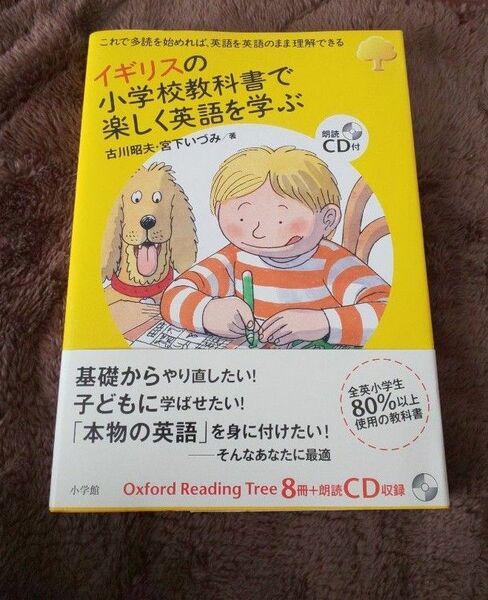 これで多読を始めれば、英語を英語のまま理解できる
イギリスの
小学校教科書で
楽しく英語を学ぶ
古川昭夫・宮下いづみ/著
朗読
CD付
基礎からやり直したい!
子どもに学ばせたい!
「本物の英語」を身に付けたい!
──そんなあなたに最適
全英小学生
80%以上
使用の教科書
小学館
Oxford Reading Tree 8冊+朗読CD収録